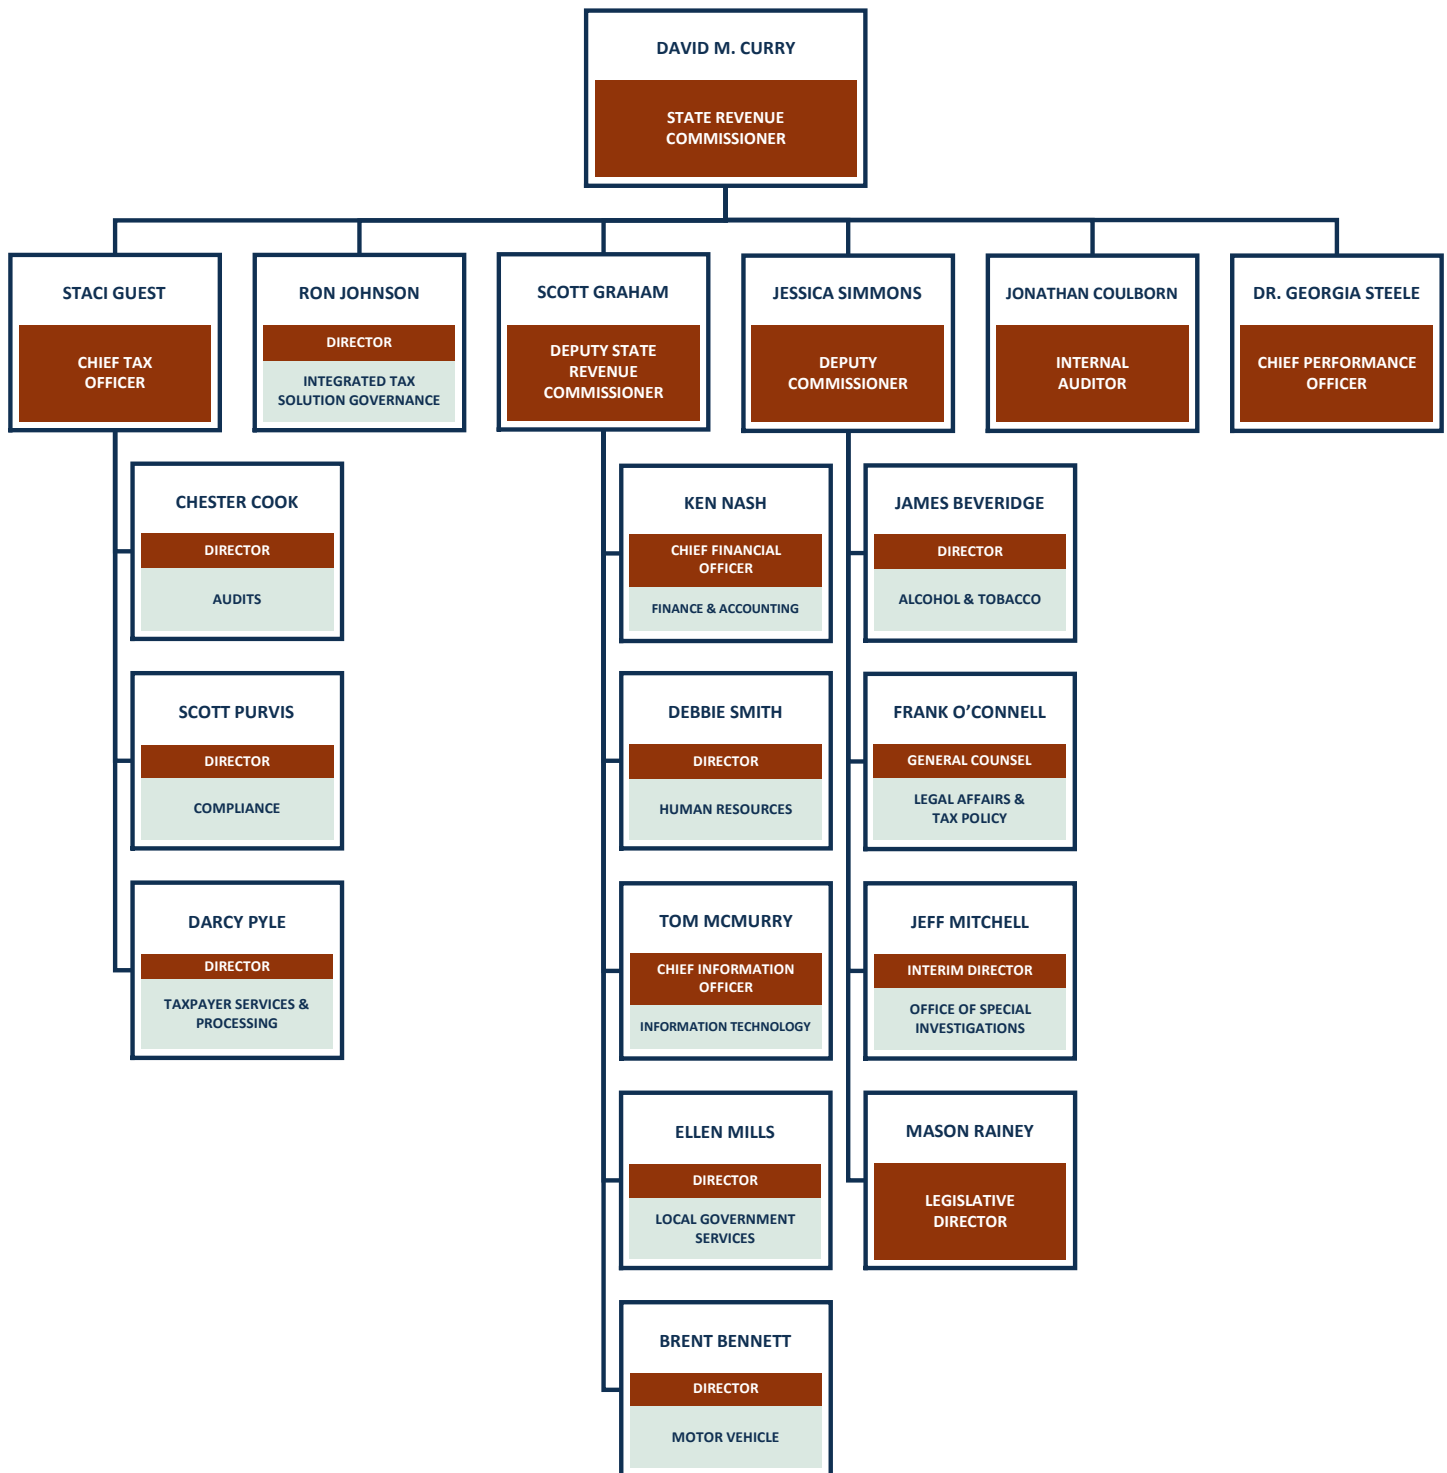 DAVID M. CURRY
STATE REVENUE
COMMISSIONER
STACI GUEST
CHIEF TAX
OFFICER
RON JOHNSON
DIRECTOR
INTEGRATED TAX
SOLUTION GOVERNANCE
SCOTT GRAHAM
DEPUTY STATE
REVENUE
COMMISSIONER
JESSICA SIMMONS
DEPUTY
COMMISSIONER
JONATHAN COULBORN
INTERNAL
AUDITOR
DR. GEORGIA STEELE
CHIEF PERFORMANCE
OFFICER
CHESTER COOK
DIRECTOR
AUDITS
SCOTT PURVIS
DIRECTOR
COMPLIANCE
DARCY PYLE
DIRECTOR
TAXPAYER SERVICES &
PROCESSING
KEN NASH
CHIEF FINANCIAL
OFFICER
FINANCE & ACCOUNTING
DEBBIE SMITH
DIRECTOR
HUMAN RESOURCES
TOM MCMURRY
CHIEF INFORMATION
OFFICER
INFORMATION TECHNOLOGY
ELLEN MILLS
DIRECTOR
LOCAL GOVERNMENT
SERVICES
BRENT BENNETT
DIRECTOR
MOTOR VEHICLE
JAMES BEVERIDGE
DIRECTOR
ALCOHOL & TOBACCO
FRANK O’CONNELL
GENERAL COUNSEL
LEGAL AFFAIRS &
TAX POLICY
JEFF MITCHELL
INTERIM DIRECTOR
OFFICE OF SPECIAL
INVESTIGATIONS
MASON RAINEY
LEGISLATIVE
DIRECTOR